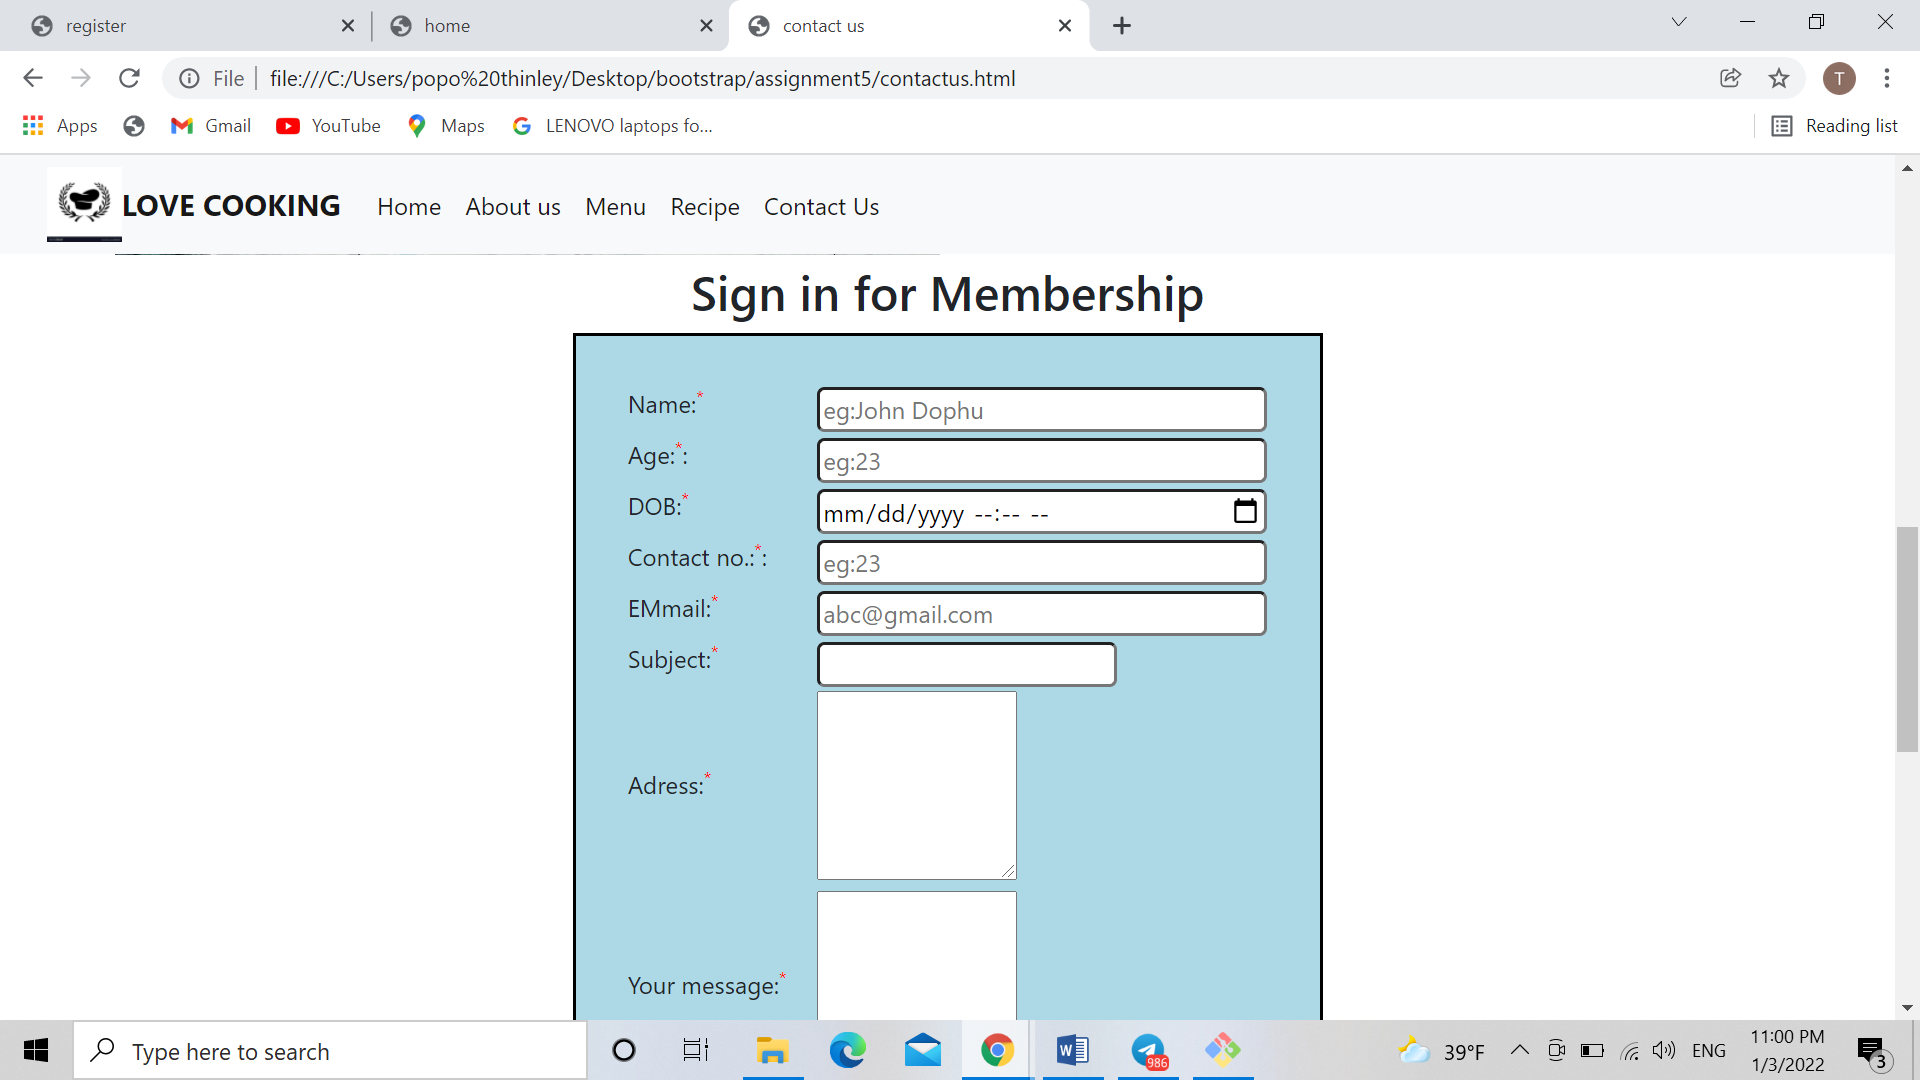 register
home
contact us
File
file:///C:/Users/popo%20thinley/Desktop/bootstrap/assignment5/contactus.html
T
Apps
Gmail
YouTube
Maps
LENOVO laptops fo...
Reading list
LOVE COOKING
Home
About us
Menu
Recipe
Contact Us
Sign in for Membership
Name:*
eg:John Dophu
Age:*:
eg:23
DOB:*
mm/dd/yyyy --:-- --
Contact no.:*:
eg:23
EMmail:*
abc@gmail.com
Subject:*
Adress:*
Your message:*
Type here to search
W
986
39°F
ENG
11:00 PM
1/3/2022
3